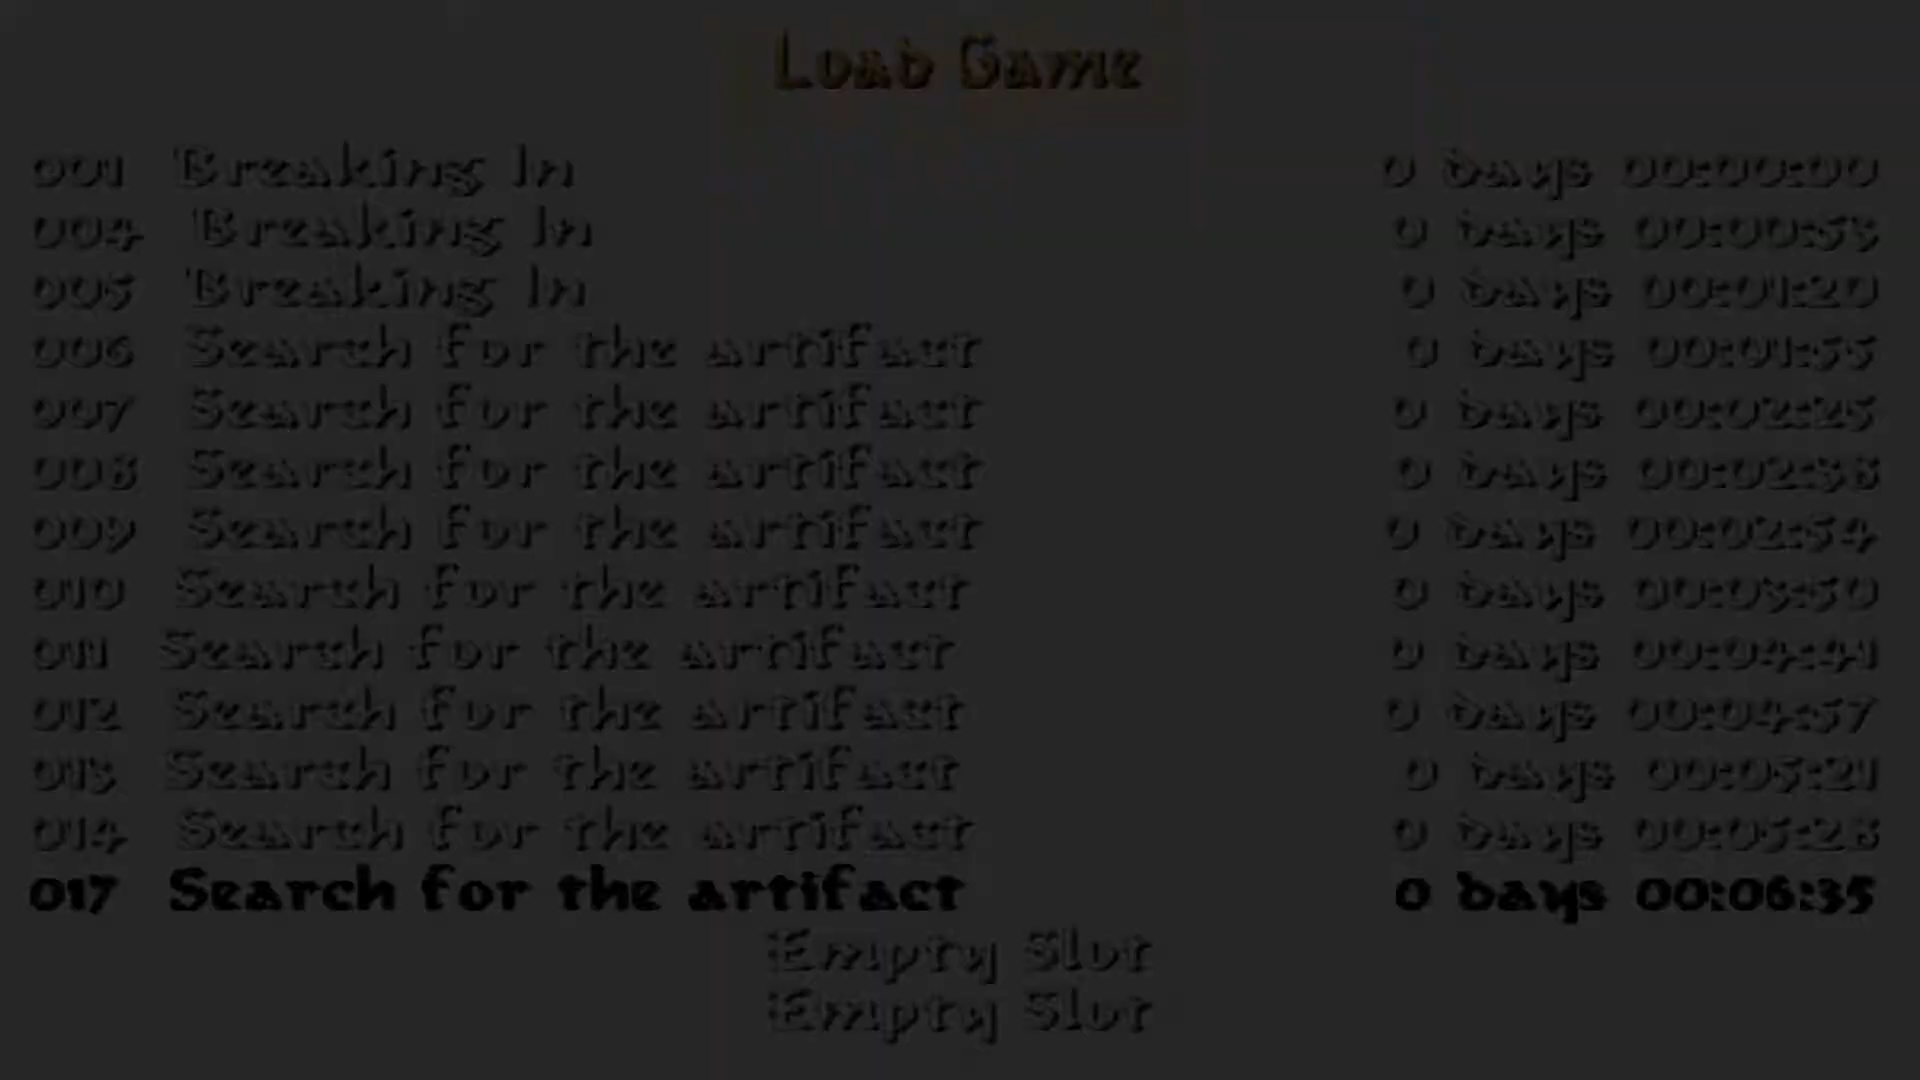 Load Game
001 Breaking In 0 days 00:00:00
004 Breaking In 0 days 00:00:53
005 Breaking In 0 days 00:01:20
006 Search for the artifact 0 days 00:01:55
007 Search for the artifact 0 days 00:02:25
008 Search for the artifact 0 days 00:02:38
009 Search for the artifact 0 days 00:02:54
010 Search for the artifact 0 days 00:03:50
011 Search for the artifact 0 days 00:04:41
012 Search for the artifact 0 days 00:04:57
013 Search for the artifact 0 days 00:05:21
014 Search for the artifact 0 days 00:05:28
017 Search for the artifact 0 days 00:06:35
Empty Slot
Empty Slot